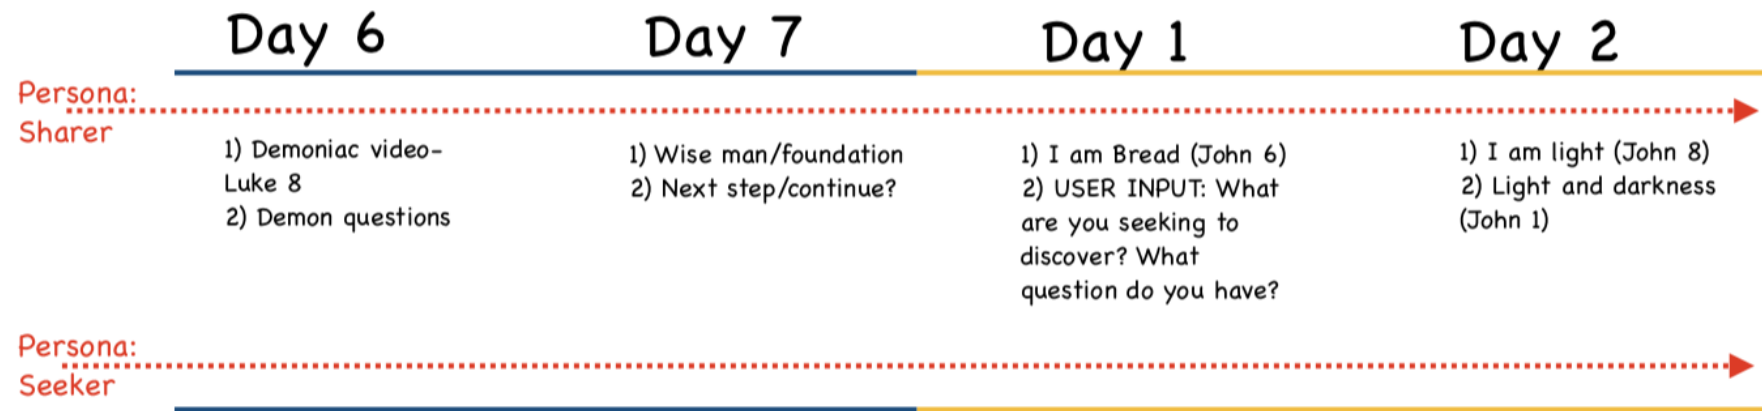 Day 6
Day 7
Day 1
Day 2
Persona:
Sharer
1) Demoniac video-
Luke 8
2) Demon questions
1) Wise man/foundation
2) Next step/continue?
1) I am Bread (John 6)
2) USER INPUT: What
are you seeking to
discover? What
question do you have?
1) I am light (John 8)
2) Light and darkness
(John 1)
Persona:
Seeker